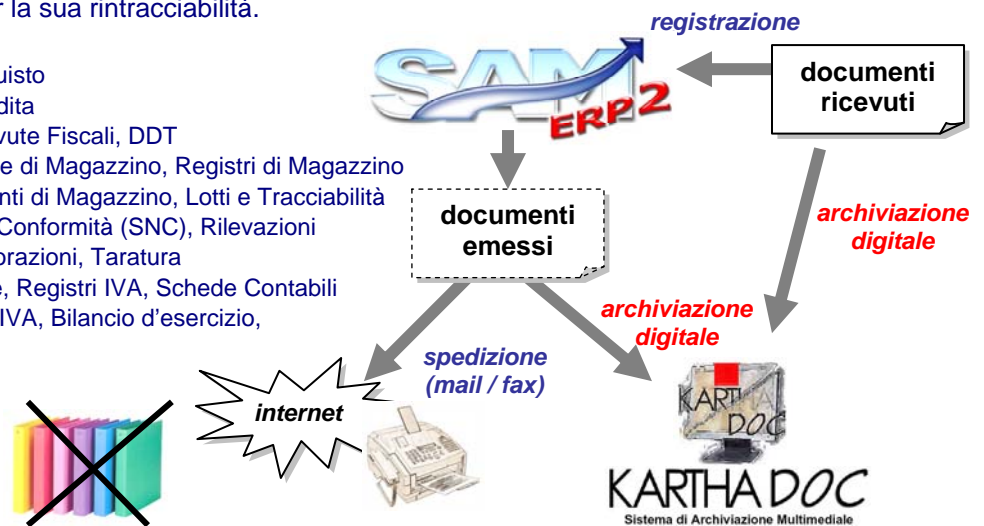 r la sua rintracciabilità.
uisto
dita
vute Fiscali, DDT
e di Magazzino, Registri di Magazzino
nti di Magazzino, Lotti e Tracciabilità
Conformità (SNC), Rilevazioni
orazioni, Taratura
e, Registri IVA, Schede Contabili
IVA, Bilancio d'esercizio,
registrazione
SAM
ERP2
documenti
ricevuti
documenti
emessi
archiviazione
digitale
archiviazione
digitale
spedizione
(mail / fax)
internet
KARTHA
DOC
KARTHADOC
Sistema di Archiviazione Multimediale